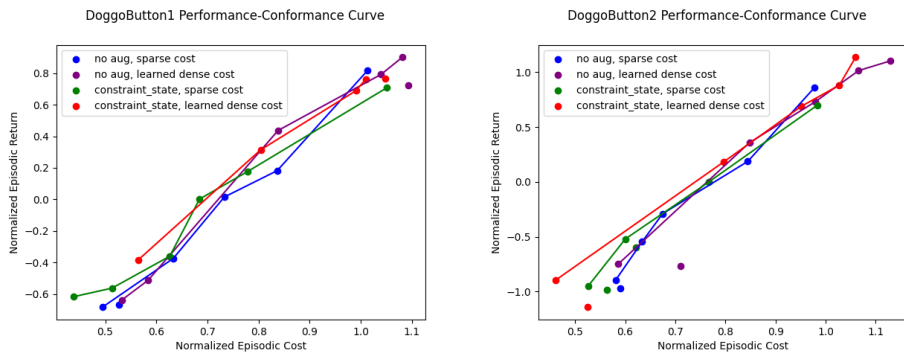 DoggoButton1 Performance-Conformance Curve
no aug, sparse cost
no aug, learned dense cost
constraint_state, sparse cost
constraint_state, learned dense cost
Normalized Episodic Return
0.8
0.6
0.4
0.2
0.0
−0.2
−0.4
−0.6
0.5 0.6 0.7 0.8 0.9 1.0 1.1
Normalized Episodic Cost
DoggoButton2 Performance-Conformance Curve
no aug, sparse cost
no aug, learned dense cost
constraint_state, sparse cost
constraint_state, learned dense cost
Normalized Episodic Return
1.0
0.5
0.0
−0.5
−1.0
0.5 0.6 0.7 0.8 0.9 1.0 1.1
Normalized Episodic Cost